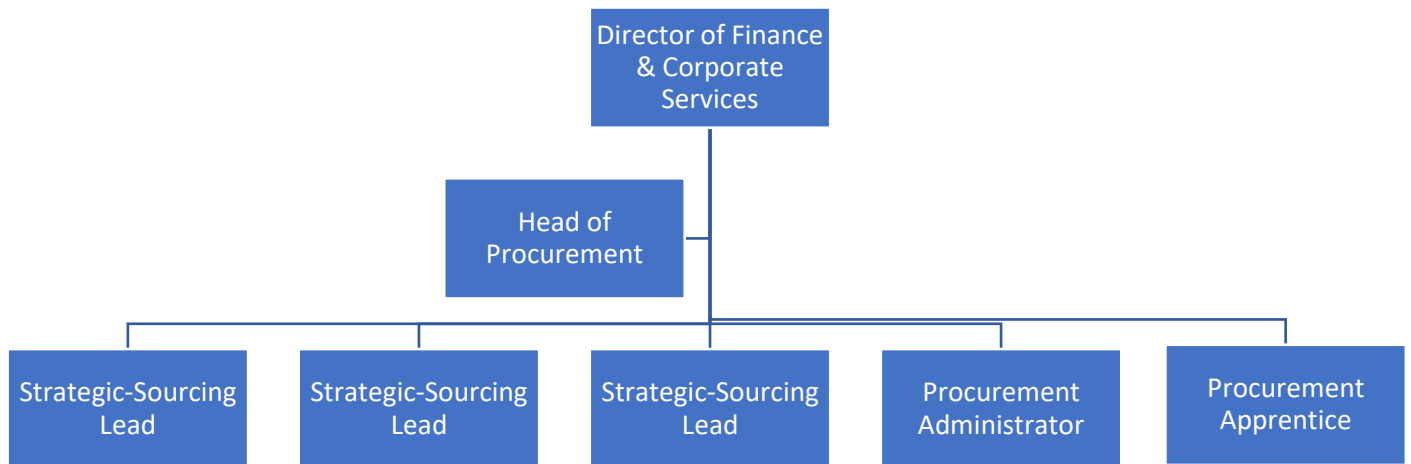 Director of Finance
& Corporate
Services
Head of
Procurement
Strategic-Sourcing
Lead
Strategic-Sourcing
Lead
Strategic-Sourcing
Lead
Procurement
Administrator
Procurement
Apprentice